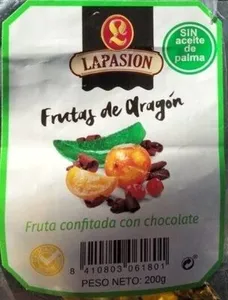 L
LAPASION
SIN
aceite
de
palma
Frutas de Aragón
Fruta confitada con chocolate
8 410803 061801
PESO NETO: 200g